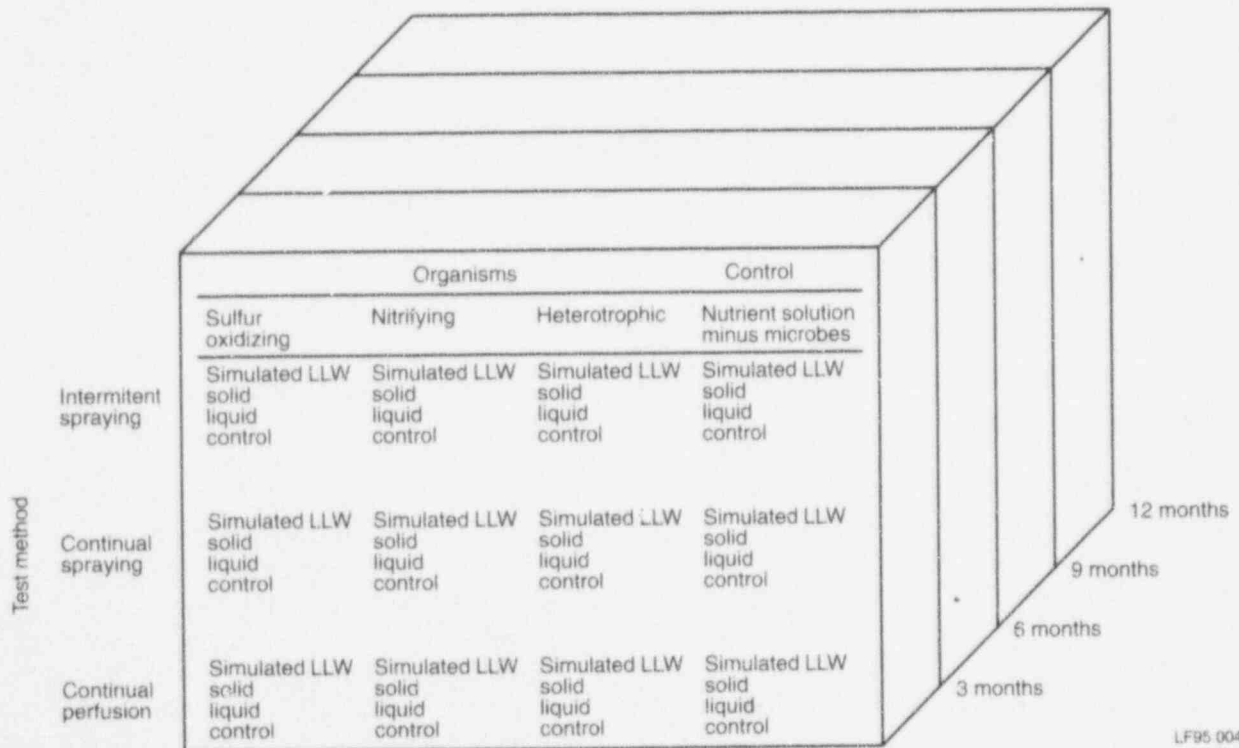 Organisms Control
Sulfur oxidizing Nitrifying Heterotrophic Nutrient solution minus microbes
Test method
Intermitent spraying
Simulated LLW Simulated LLW Simulated LLW Simulated LLW
solid solid solid solid
liquid liquid liquid liquid
control control control control
Continual spraying
Simulated LLW Simulated LLW Simulated LLW Simulated LLW
solid solid solid solid
liquid liquid liquid liquid
control control control control
Continual perfusion
Simulated LLW Simulated LLW Simulated LLW Simulated LLW
solid solid solid solid
liquid liquid liquid liquid
control control control control
12 months
9 months
6 months
3 months
LF95 004